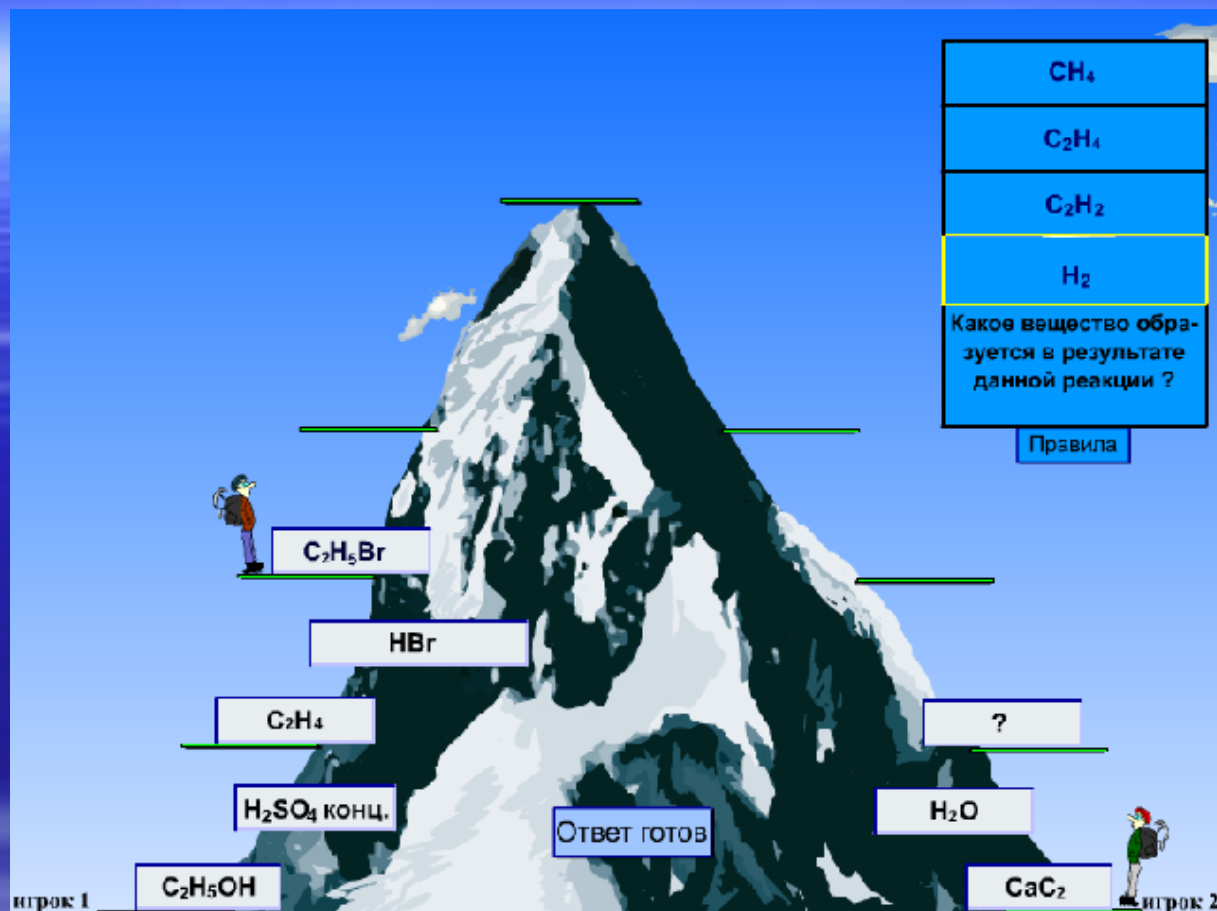 CH₄
C₂H₄
C₂H₂
H₂
Какое вещество обра-
зуется в результате
данной реакции ?
Правила
C₂H₅Br
HBr
C₂H₄
?
H₂SO₄ конц.
H₂O
Ответ готов
C₂H₅OH
CaC₂
игрок 1
игрок 2